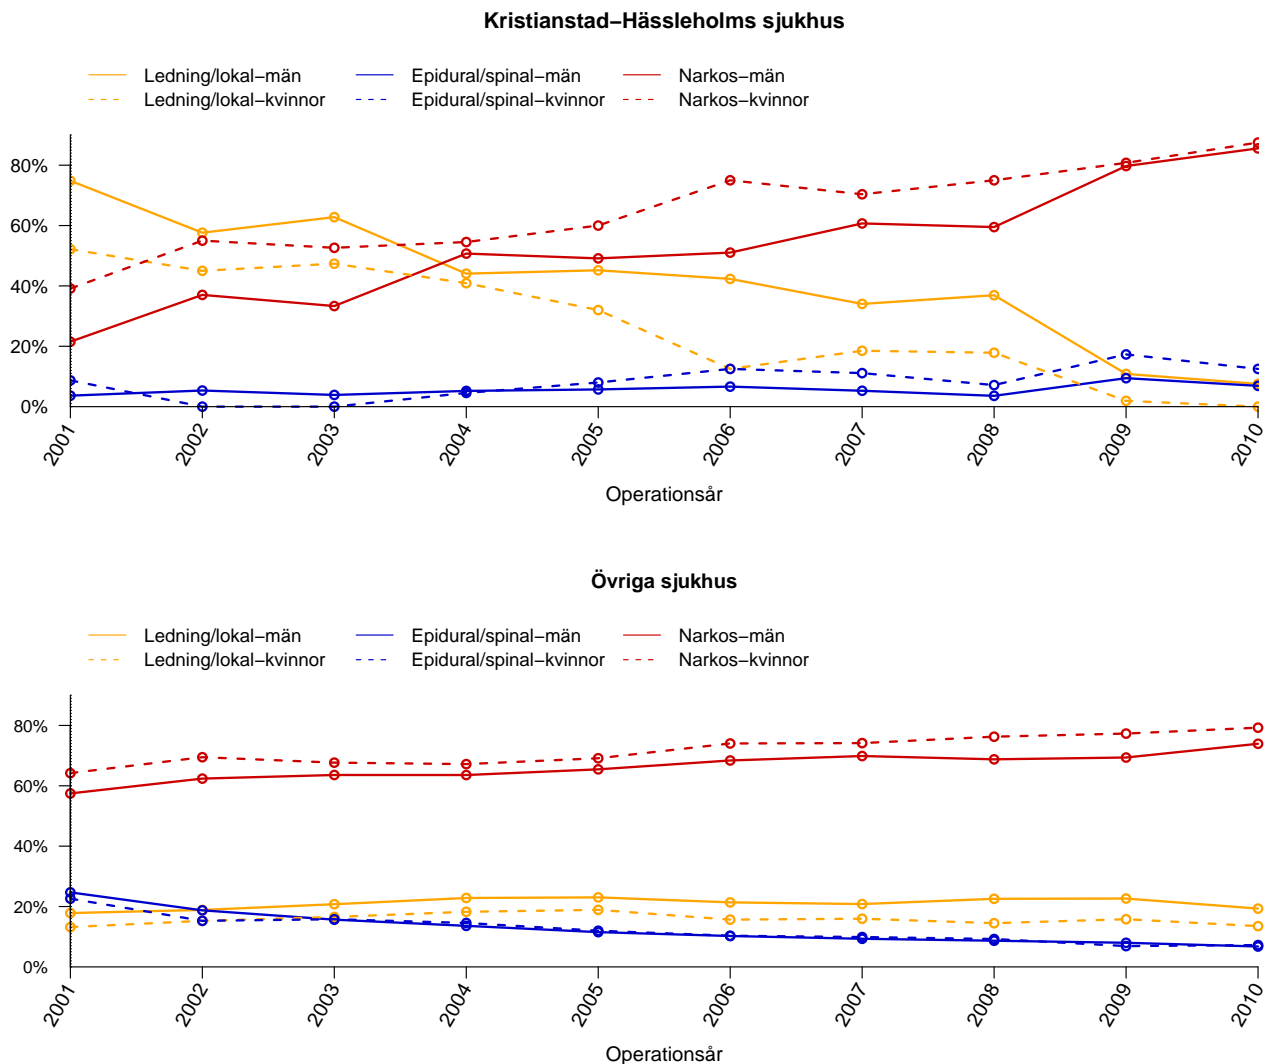 Kristianstad–Hässleholms sjukhus
Ledning/lokal–män Epidural/spinal–män Narkos–män
Ledning/lokal–kvinnor Epidural/spinal–kvinnor Narkos–kvinnor
80%
60%
40%
20%
0%
2001 2002 2003 2004 2005 2006 2007 2008 2009 2010
Operationsår
Övriga sjukhus
Ledning/lokal–män Epidural/spinal–män Narkos–män
Ledning/lokal–kvinnor Epidural/spinal–kvinnor Narkos–kvinnor
80%
60%
40%
20%
0%
2001 2002 2003 2004 2005 2006 2007 2008 2009 2010
Operationsår